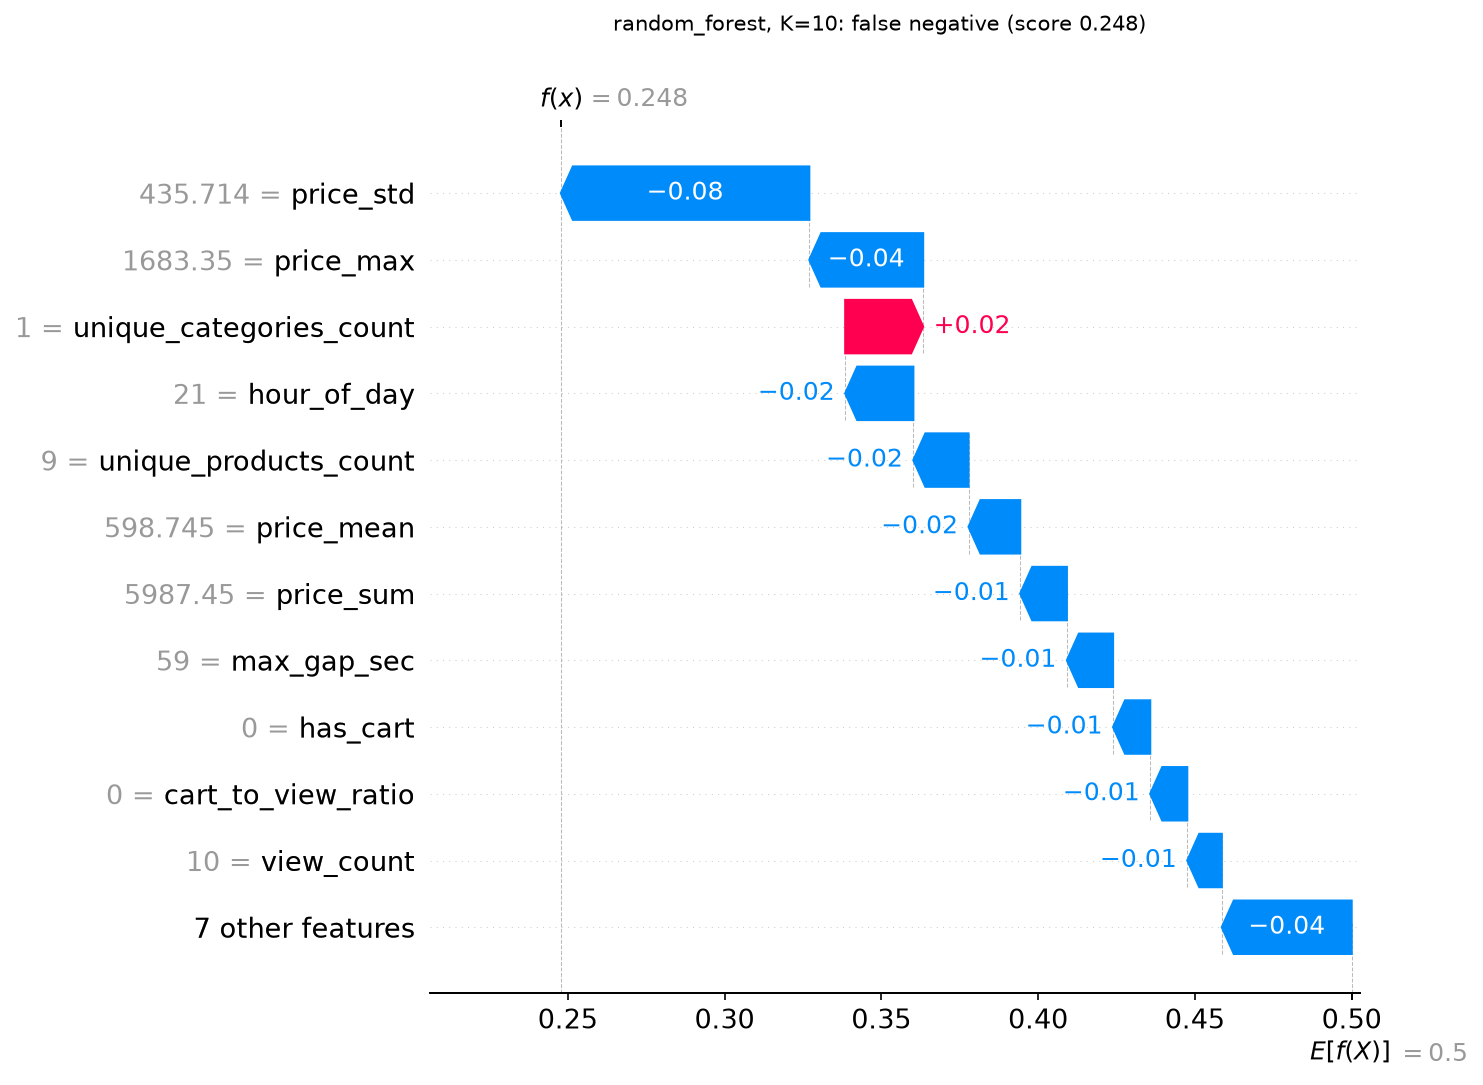 random_forest, K=10: false negative (score 0.248)
f(x) = 0.248
435.714 = price_std −0.08
1683.35 = price_max −0.04
1 = unique_categories_count +0.02
21 = hour_of_day −0.02
9 = unique_products_count −0.02
598.745 = price_mean −0.02
5987.45 = price_sum −0.01
59 = max_gap_sec −0.01
0 = has_cart −0.01
0 = cart_to_view_ratio −0.01
10 = view_count −0.01
7 other features −0.04
0.25 0.30 0.35 0.40 0.45 0.50
E[f(X)] = 0.5